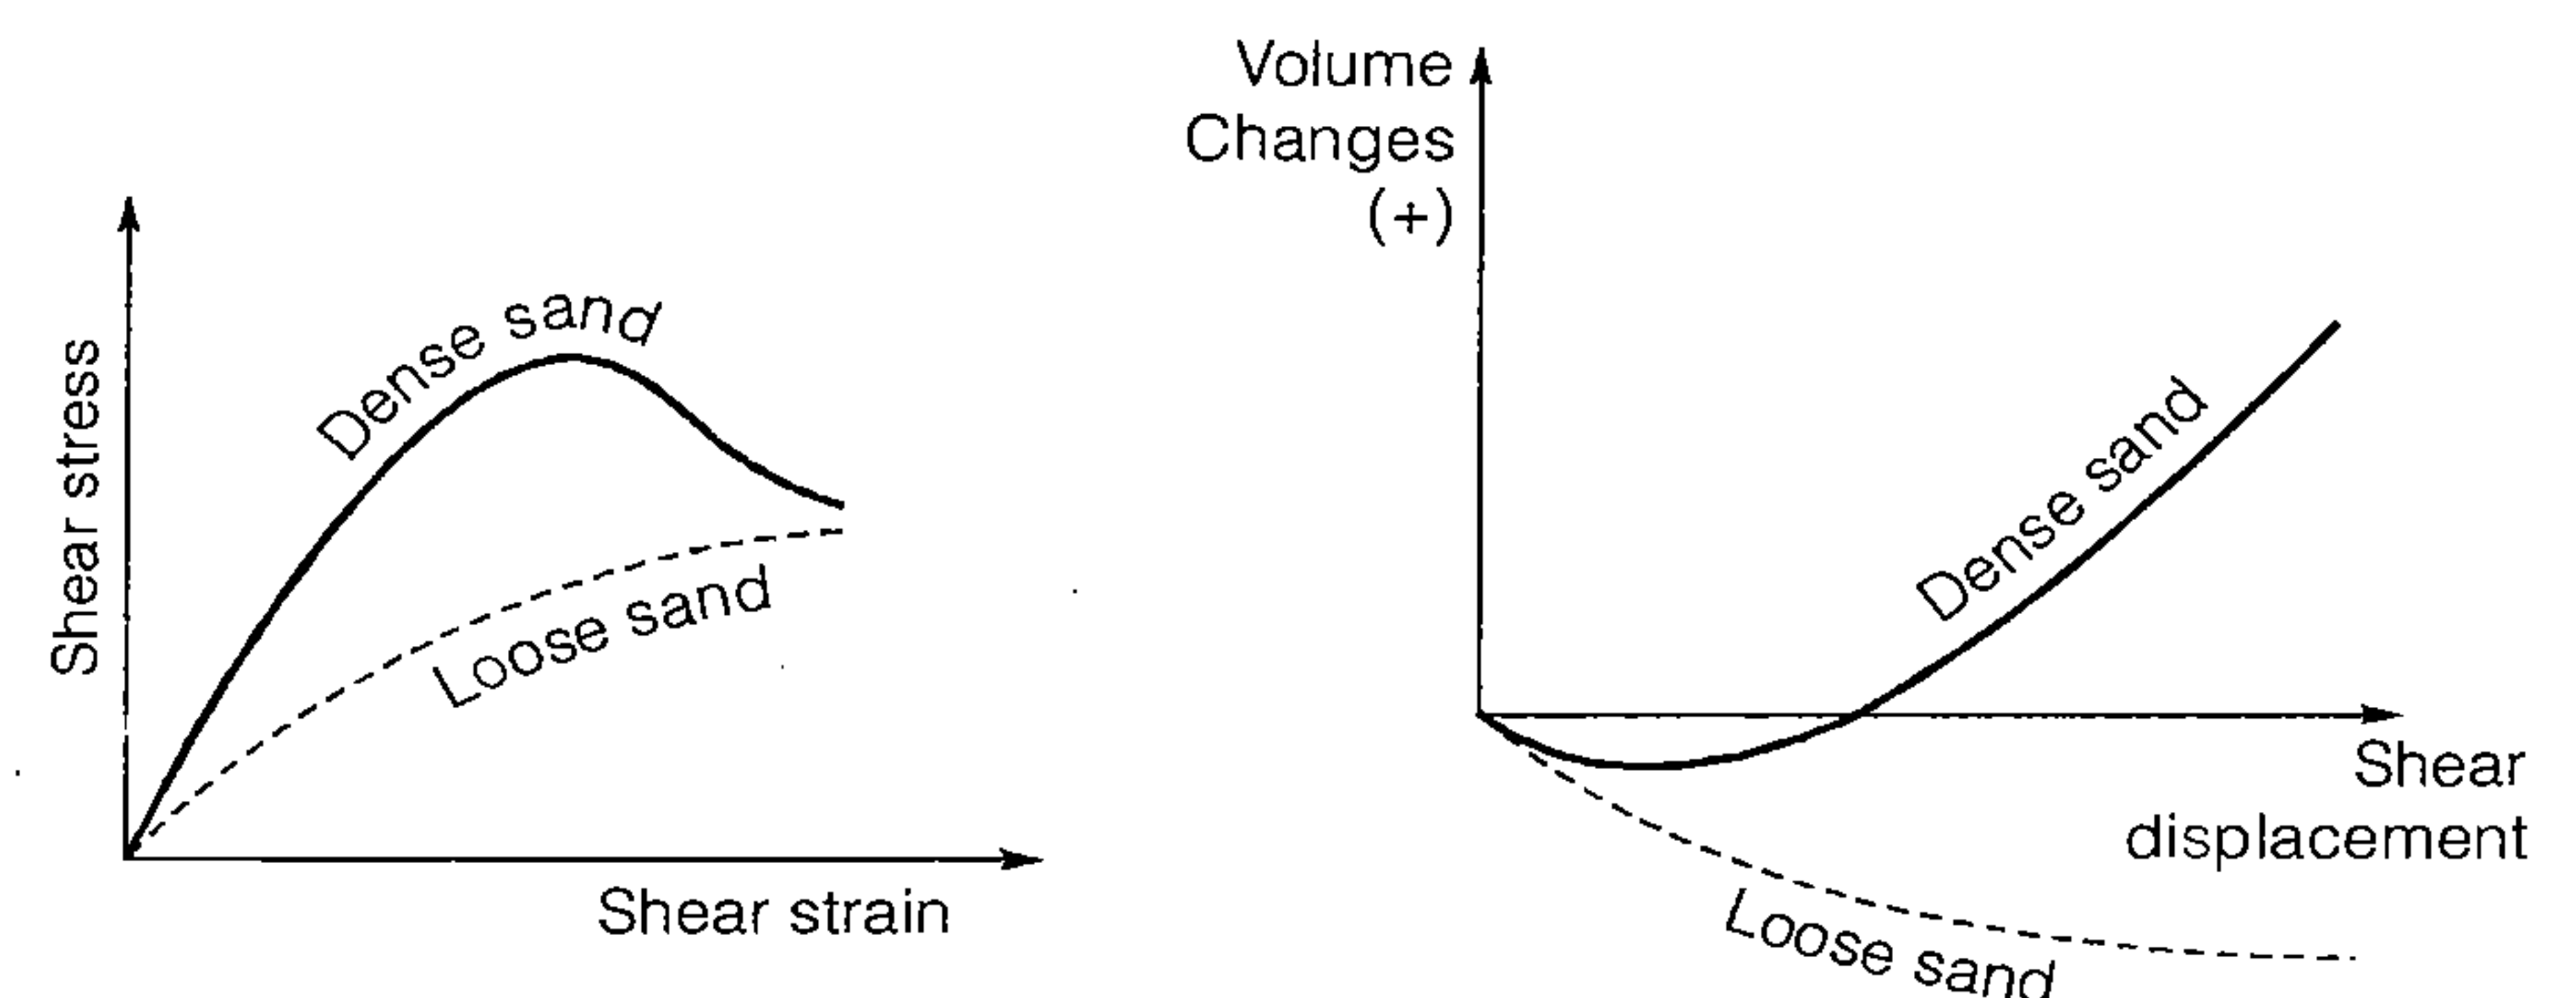 Shear stress
Dense sand
Loose sand
Shear strain
Volume
Changes
(+)
Dense sand
Shear
displacement
Loose sand